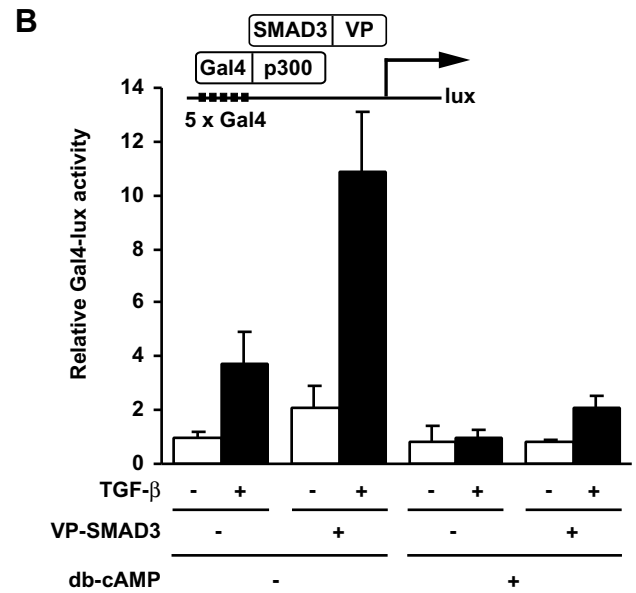 B
SMAD3 VP
Gal4 p300
lux
5 x Gal4
Relative Gal4-lux activity
14
12
10
8
6
4
2
0
TGF-β - + - + - + - +
VP-SMAD3 - + - +
db-cAMP - +